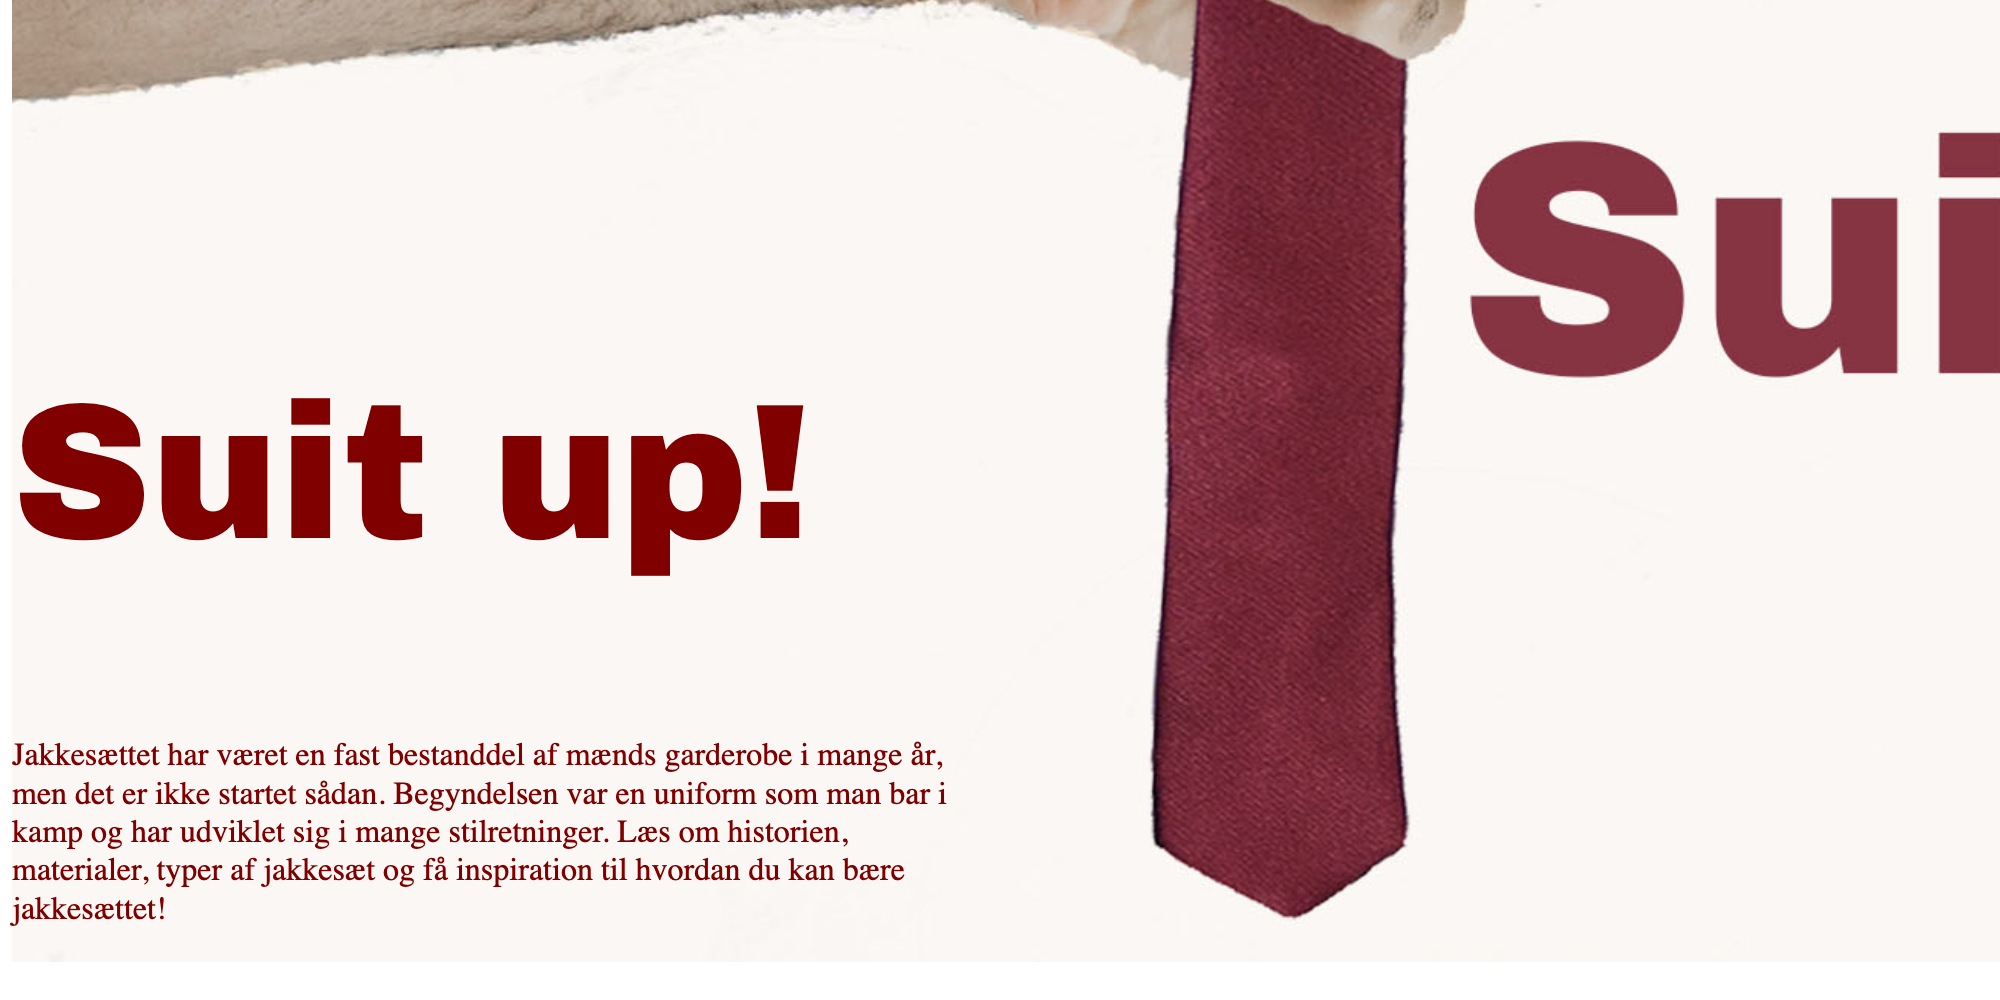 Sui
Suit up!
Jakkesættet har været en fast bestanddel af mænds garderobe i mange år,
men det er ikke startet sådan. Begyndelsen var en uniform som man bar i
kamp og har udviklet sig i mange stilretninger. Læs om historien,
materialer, typer af jakkesæt og få inspiration til hvordan du kan bære
jakkesættet!